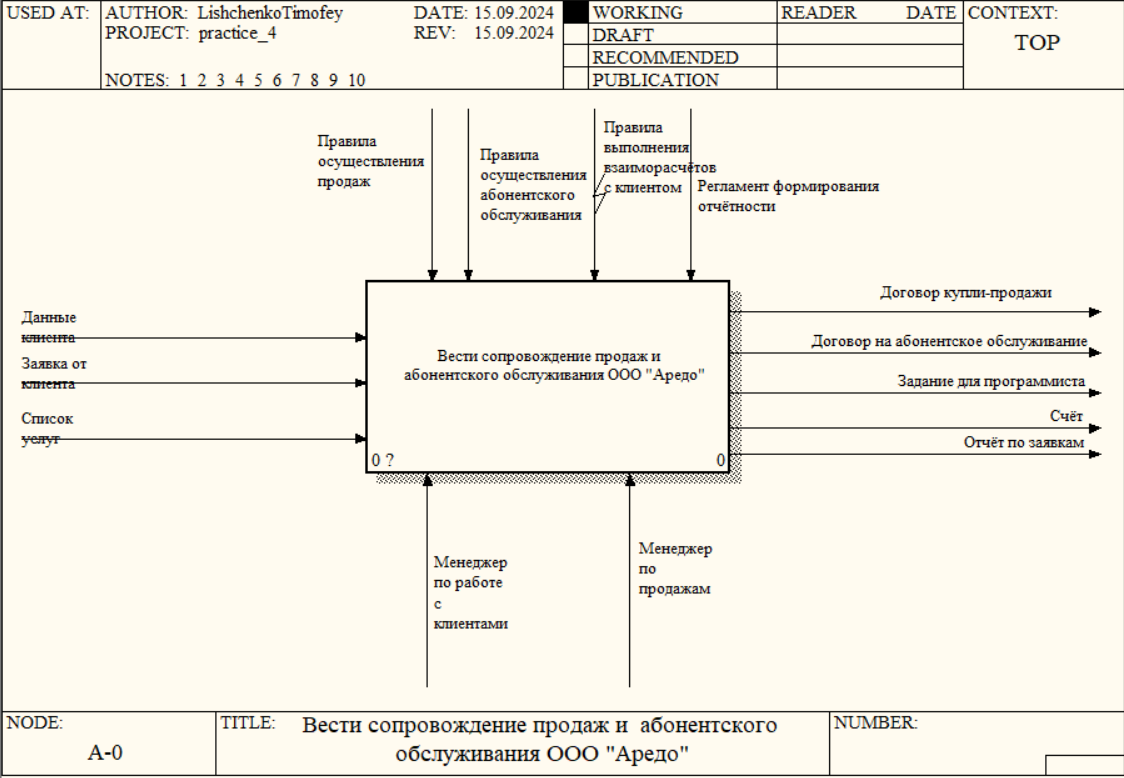 USED AT:
AUTHOR: LishchenkoTimofey
DATE: 15.09.2024
PROJECT: practice_4
REV: 15.09.2024
NOTES: 1 2 3 4 5 6 7 8 9 10
WORKING
DRAFT
RECOMMENDED
PUBLICATION
READER DATE
CONTEXT:
TOP
Правила
осуществления
продаж
Правила
осуществления
абонентского
обслуживания
Правила
выполнения
взаиморасчётов
с клиентом
Регламент формирования
отчётности
Данные
клиента
Заявка от
клиента
Список
услуг
Вести сопровождение продаж и
абонентского обслуживания ООО "Аредо"
0 ?
0
Договор купли-продажи
Договор на абонентское обслуживание
Задание для программиста
Счёт
Отчёт по заявкам
Менеджер
по работе
с
клиентами
Менеджер
по
продажам
NODE:
A-0
TITLE:
Вести сопровождение продаж и абонентского
обслуживания ООО "Аредо"
NUMBER: